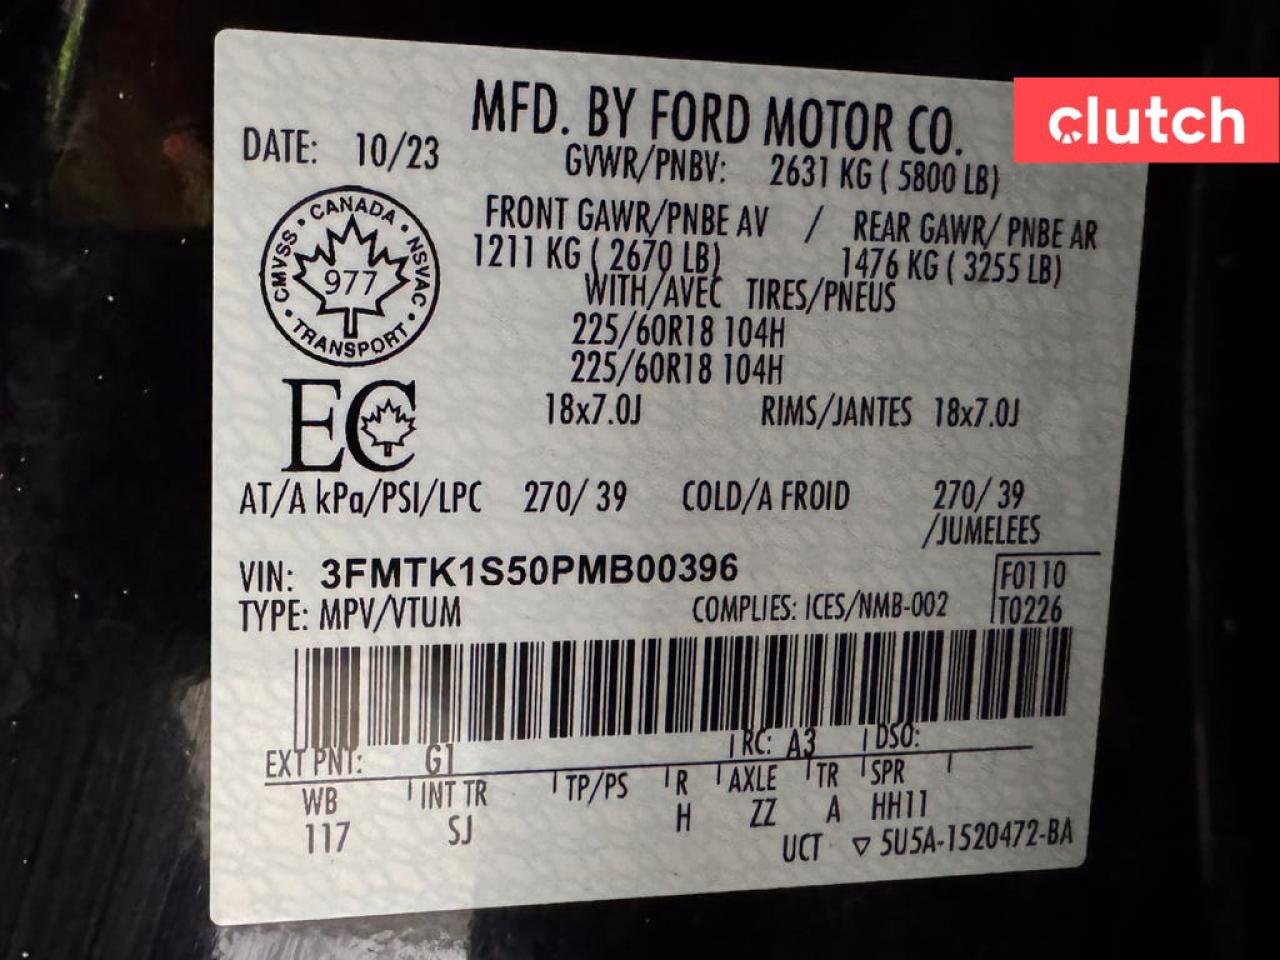 clutch
MFD. BY FORD MOTOR CO.
DATE: 10/23
GVWR/PNBV: 2631 KG ( 5800 LB)
FRONT GAWR/PNBE AV / REAR GAWR/ PNBE AR
1211 KG ( 2670 LB) 1476 KG ( 3255 LB)
WITH/AVEC TIRES/PNEUS
225/60R18 104H
225/60R18 104H
18x7.0J RIMS/JANTES 18x7.0J
CMVSS • CANADA • NSVAC • TRANSPORT •
977
EC
AT/A kPa/PSI/LPC 270/ 39 COLD/A FROID 270/ 39
/JUMELEES
VIN: 3FMTK1S50PMB00396
F0110
TYPE: MPV/VTUM COMPLIES: ICES/NMB-002 T0226
EXT PNT: G1 RC: A3 DSO:
WB INT TR TP/PS R AXLE TR SPR
117 SJ H ZZ A HH11
UCT ▽ 5U5A-1520472-BA